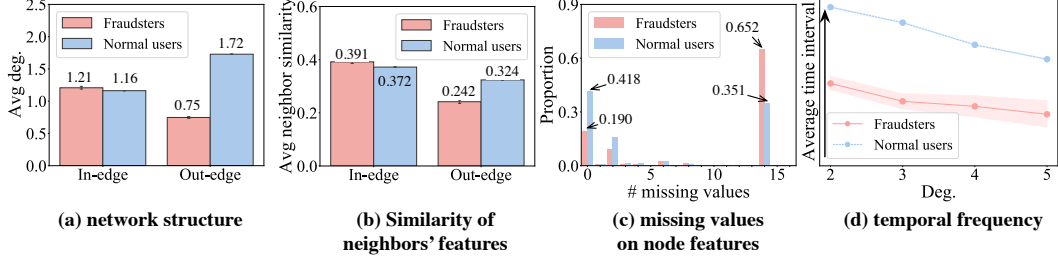 2.5
2.0
1.5
1.0
0.5
0.0
Avg deg.
Fraudsters
Normal users
1.21
1.16
0.75
1.72
In-edge
Out-edge
(a) network structure
0.6
0.4
0.2
0.0
Avg neighbor similarity
Fraudsters
Normal users
0.391
0.372
0.242
0.324
In-edge
Out-edge
(b) Similarity of
neighbors' features
0.9
0.6
0.3
0.0
Proportion
Fraudsters
Normal users
0.652
0.418
0.351
0.190
0
5
10
15
# missing values
(c) missing values
on node features
Average time interval
Fraudsters
Normal users
2
3
4
5
Deg.
(d) temporal frequency